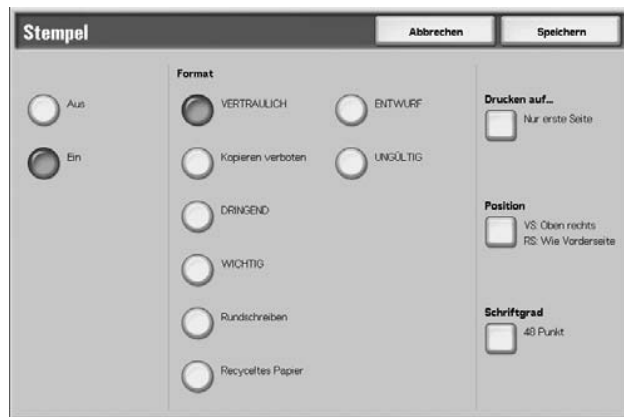 Stempel
Abbrechen
Speichern
Aus
Ein
Format
VERTRAULICH
ENTWURF
Kopieren verboten
UNGÜLTIG
DRINGEND
WICHTIG
Rundschreiben
Recyceltes Papier
Drucken auf...
Nur erste Seite
Position
VS: Oben rechts
RS: Wie Vorderseite
Schriftgrad
48 Punkt